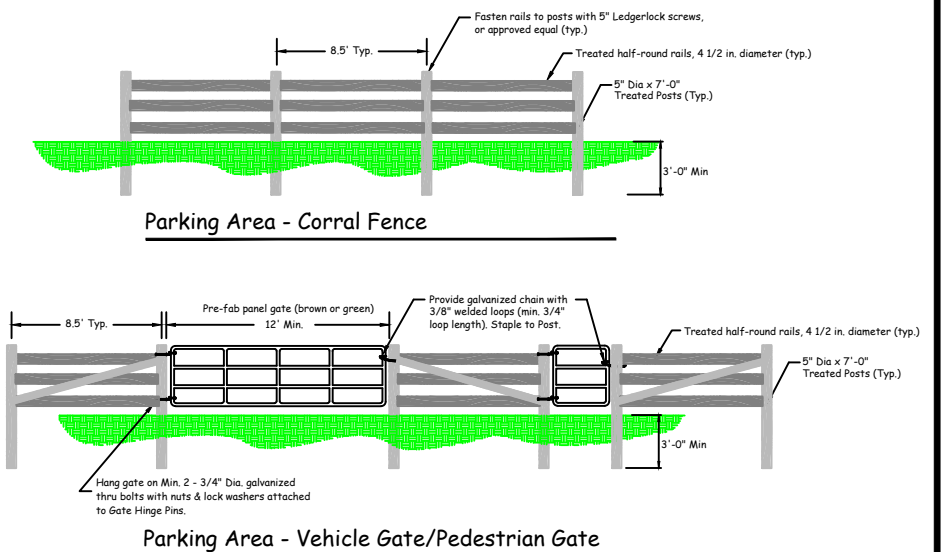 Fasten rails to posts with 5" Ledgerlock screws,
or approved equal (typ.)
8.5' Typ.
Treated half-round rails, 4 1/2 in. diameter (typ.)
5" Dia x 7'-0"
Treated Posts (Typ.)
3'-0" Min
Parking Area - Corral Fence
Pre-fab panel gate (brown or green)
8.5' Typ.
12' Min.
Provide galvanized chain with
3/8" welded loops (min. 3/4"
loop length). Staple to Post.
Treated half-round rails, 4 1/2 in. diameter (typ.)
5" Dia x 7'-0"
Treated Posts (Typ.)
3'-0" Min
Hang gate on Min. 2 - 3/4" Dia. galvanized
thru bolts with nuts & lock washers attached
to Gate Hinge Pins.
Parking Area - Vehicle Gate/Pedestrian Gate